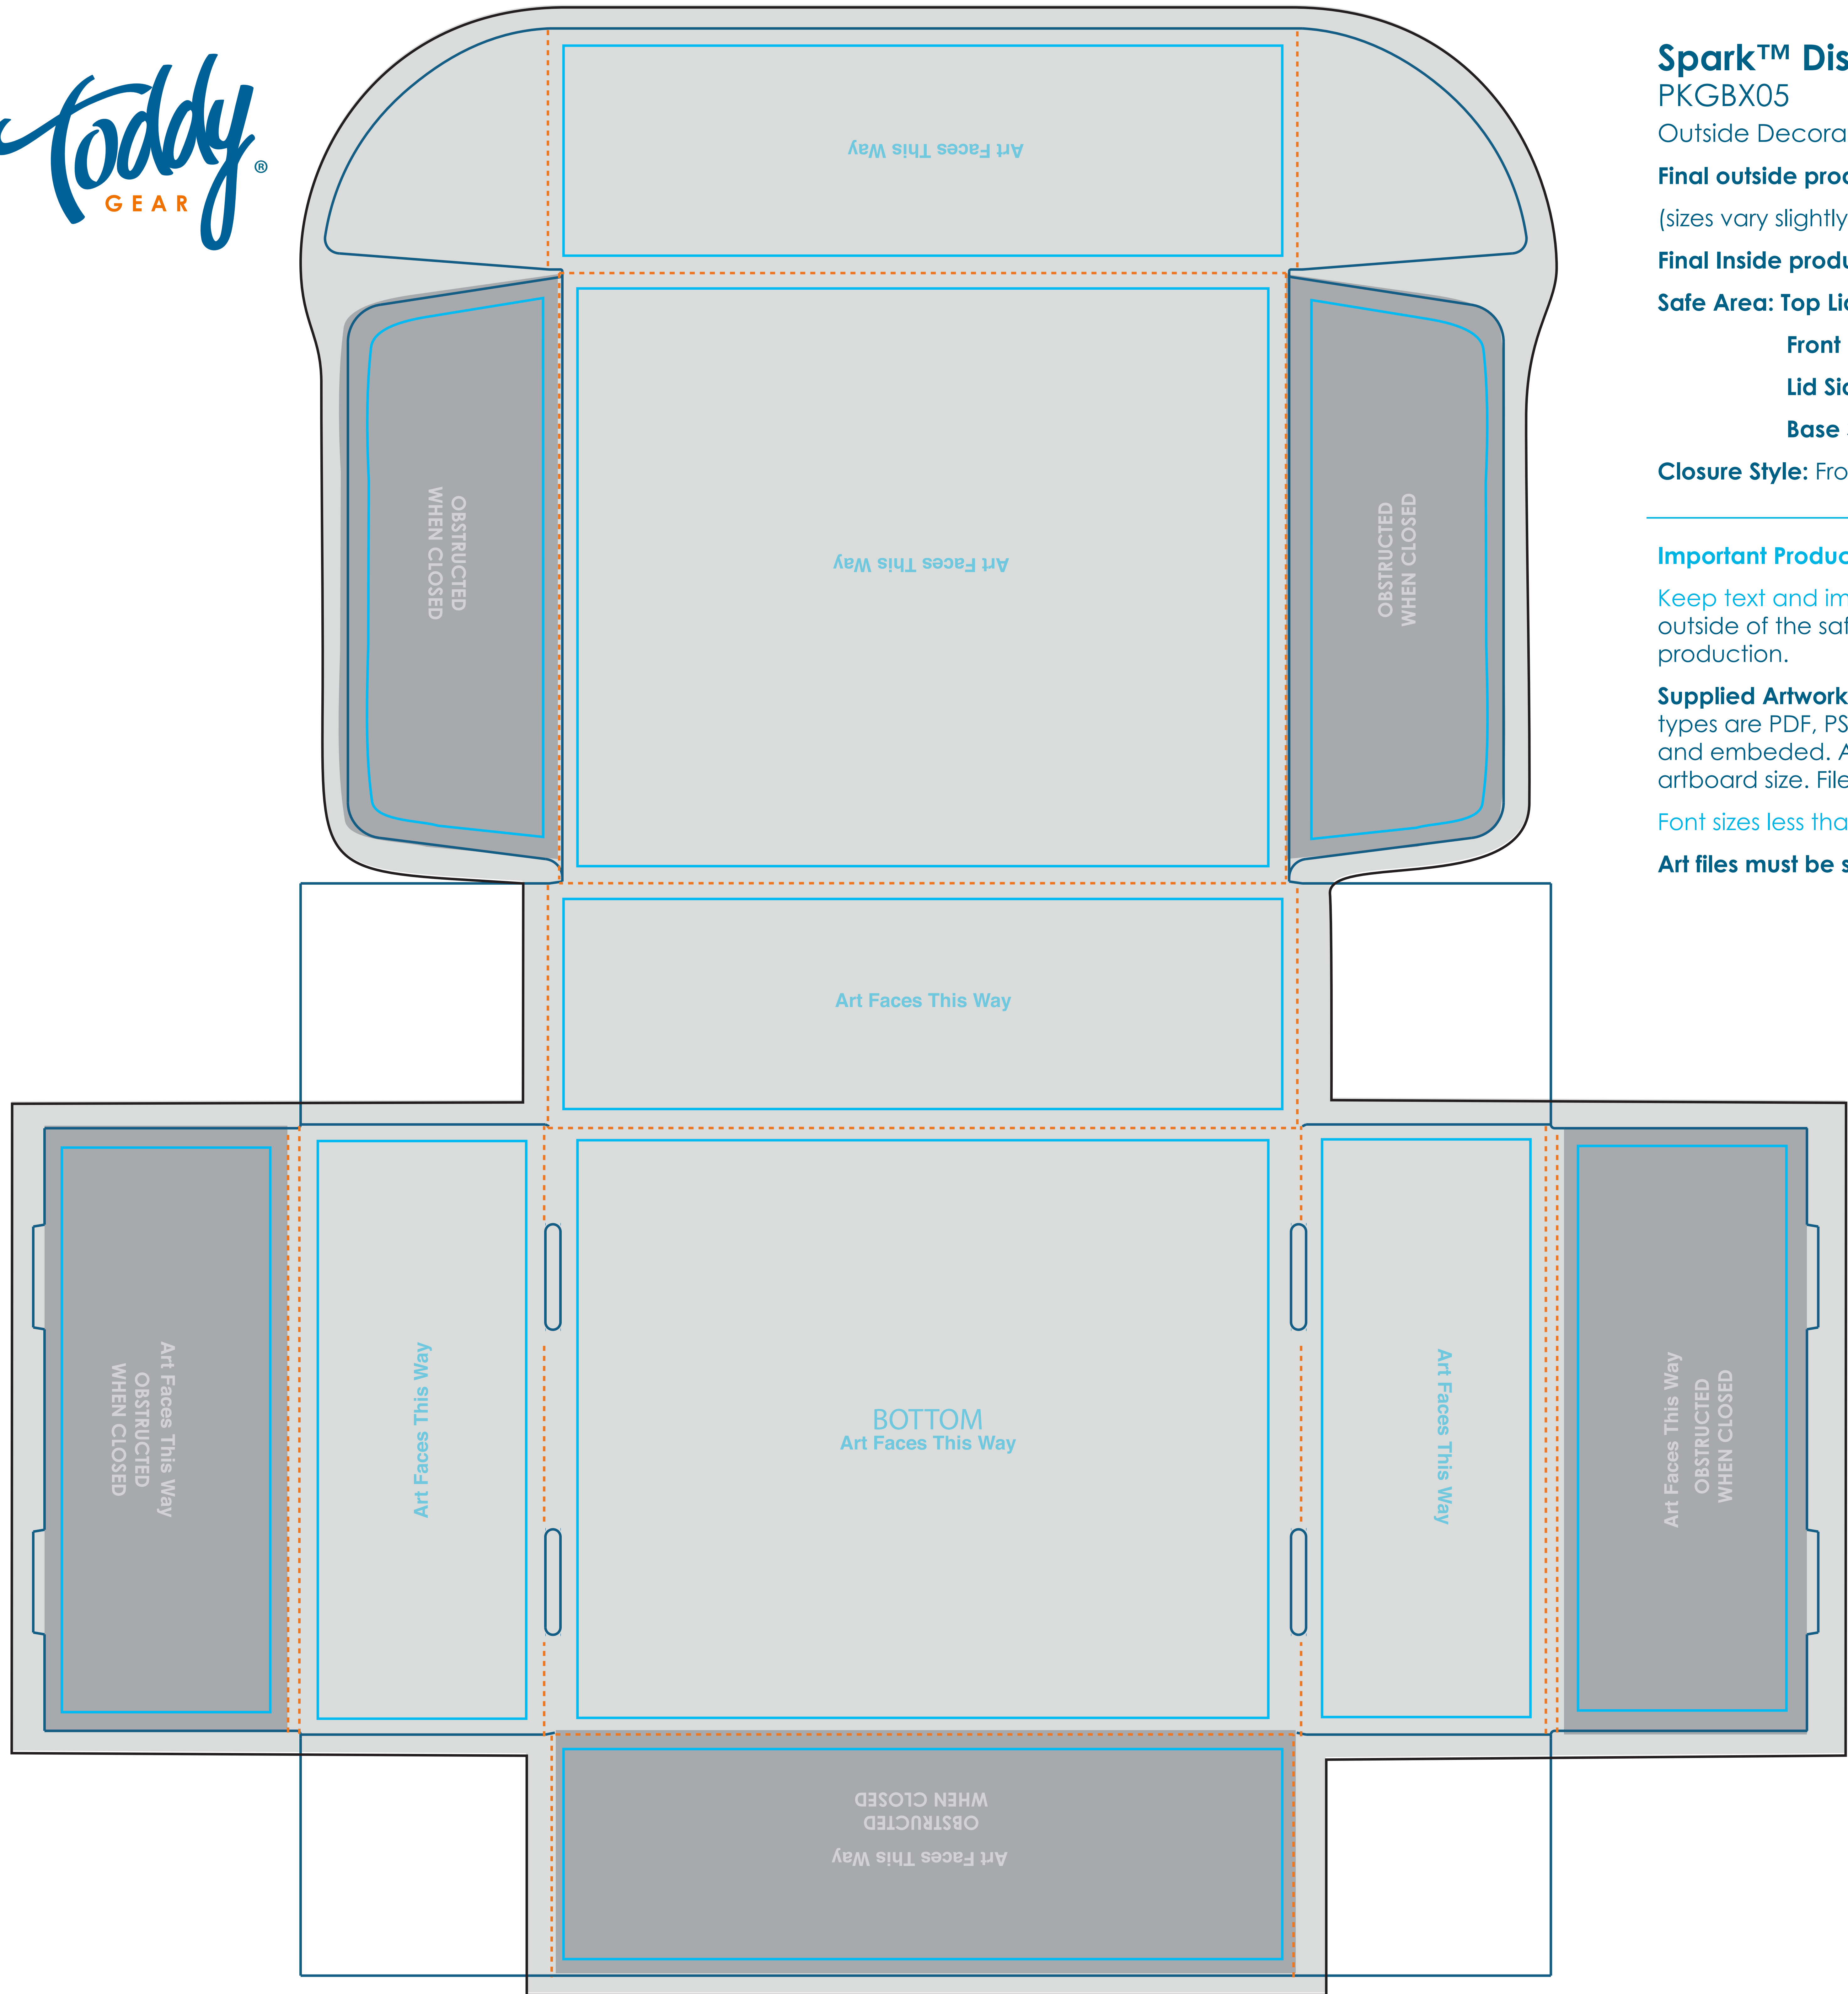 Toddy®
GEAR
Spark™ Dis
PKGBX05
Outside Decora
Final outside prod
(sizes vary slightly
Final Inside produ
Safe Area: Top Lid
Front
Lid Sid
Base
Closure Style: Fro
Important Produc
Keep text and im
outside of the saf
production.
Supplied Artwork
types are PDF, PS
and embeded. A
artboard size. File
Font sizes less tha
Art files must be s
Art Faces This Way
OBSTRUCTED
WHEN CLOSED
Art Faces This Way
OBSTRUCTED
WHEN CLOSED
Art Faces This Way
Art Faces This Way
OBSTRUCTED
WHEN CLOSED
Art Faces This Way
BOTTOM
Art Faces This Way
Art Faces This Way
Art Faces This Way
OBSTRUCTED
WHEN CLOSED
Art Faces This Way
OBSTRUCTED
WHEN CLOSED